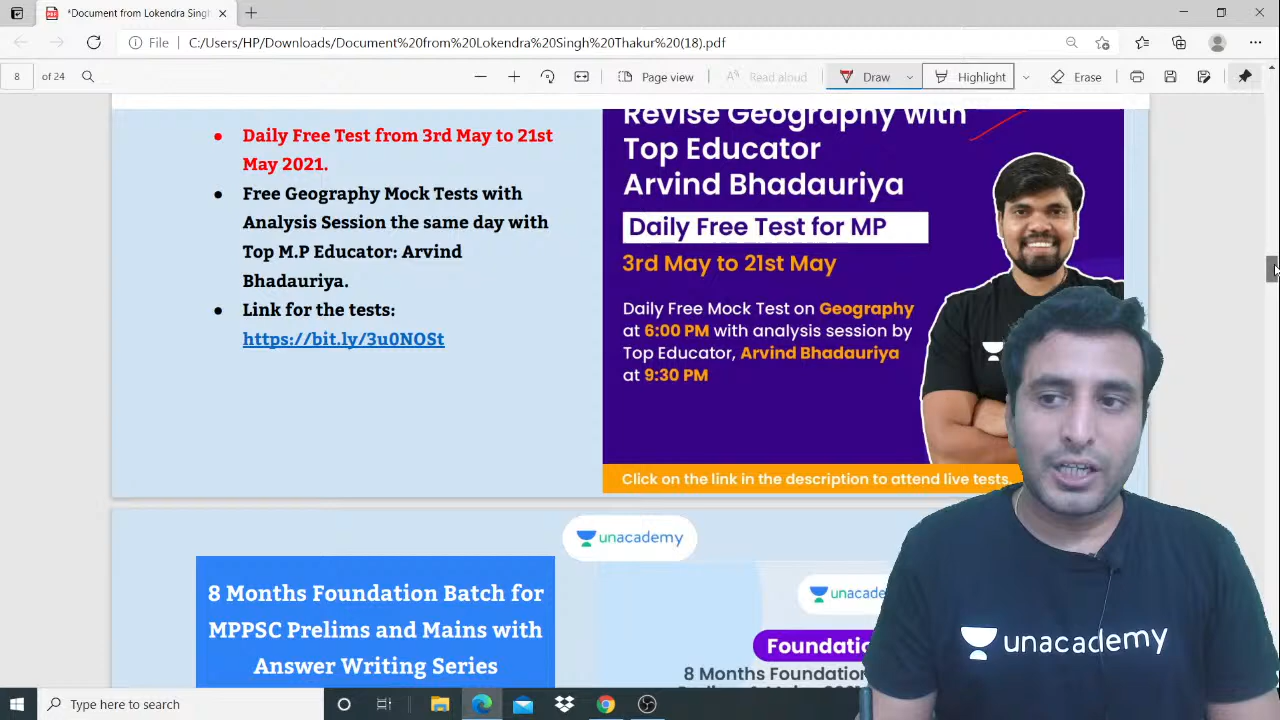 *Document from Lokendra Singh
File
C:/Users/HP/Downloads/Document%20from%20Lokendra%20Singh%20Thakur%20(18).pdf
8 of 24
Page view
Read aloud
Draw
Highlight
Erase
• Daily Free Test from 3rd May to 21st
May 2021.
• Free Geography Mock Tests with
Analysis Session the same day with
Top M.P Educator: Arvind
Bhadauriya.
• Link for the tests:
https://bit.ly/3u0NOSt
Revise Geography with
Top Educator
Arvind Bhadauriya
Daily Free Test for MP
3rd May to 21st May
Daily Free Mock Test on Geography
at 6:00 PM with analysis session by
Top Educator, Arvind Bhadauriya
at 9:30 PM
Click on the link in the description to attend live tests.
unacademy
8 Months Foundation Batch for
MPPSC Prelims and Mains with
Answer Writing Series
8 Months Foundation
unacademy
Type here to search